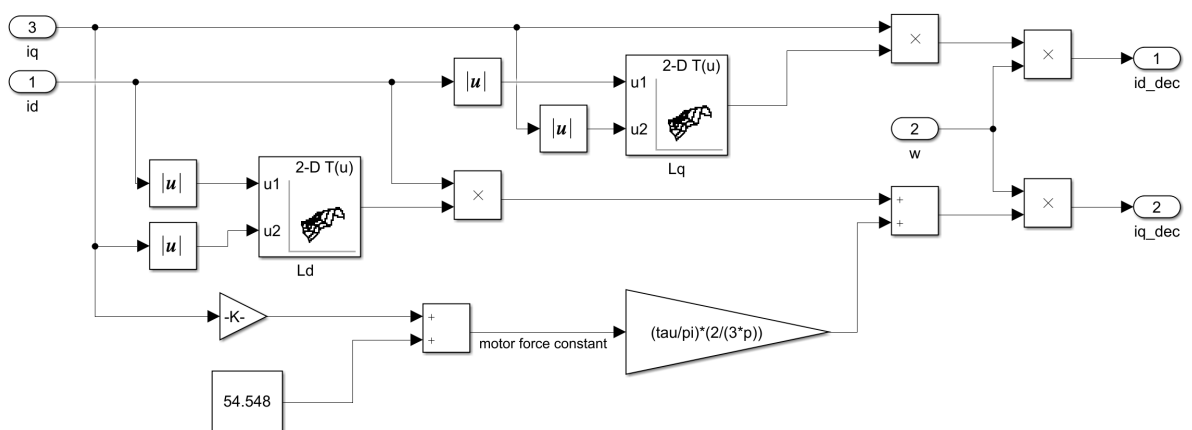 3
iq
1
id
|u|
2-D T(u)
u1
u2
Lq
|u|
×
×
1
id_dec
2
w
|u|
|u|
2-D T(u)
u1
u2
Ld
×
+
+
×
2
iq_dec
-K-
+
+
motor force constant
(tau/pi)*(2/(3*p))
54.548